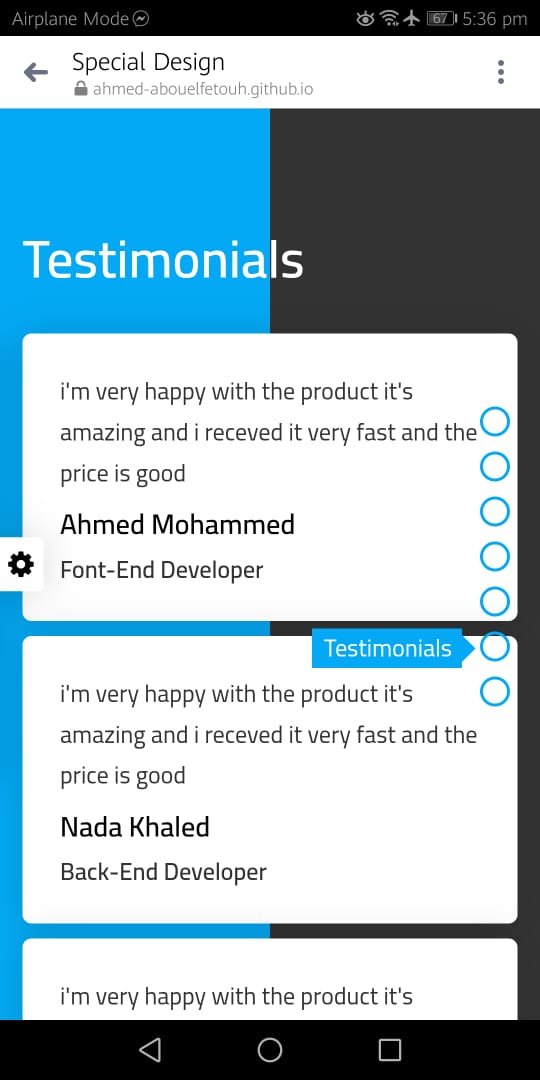 Airplane Mode
67 5:36 pm
Special Design
ahmed-abouelfetouh.github.io
Testimonials
i'm very happy with the product it's
amazing and i receved it very fast and the
price is good
Ahmed Mohammed
Font-End Developer
Testimonials
i'm very happy with the product it's
amazing and i receved it very fast and the
price is good
Nada Khaled
Back-End Developer
i'm very happy with the product it's